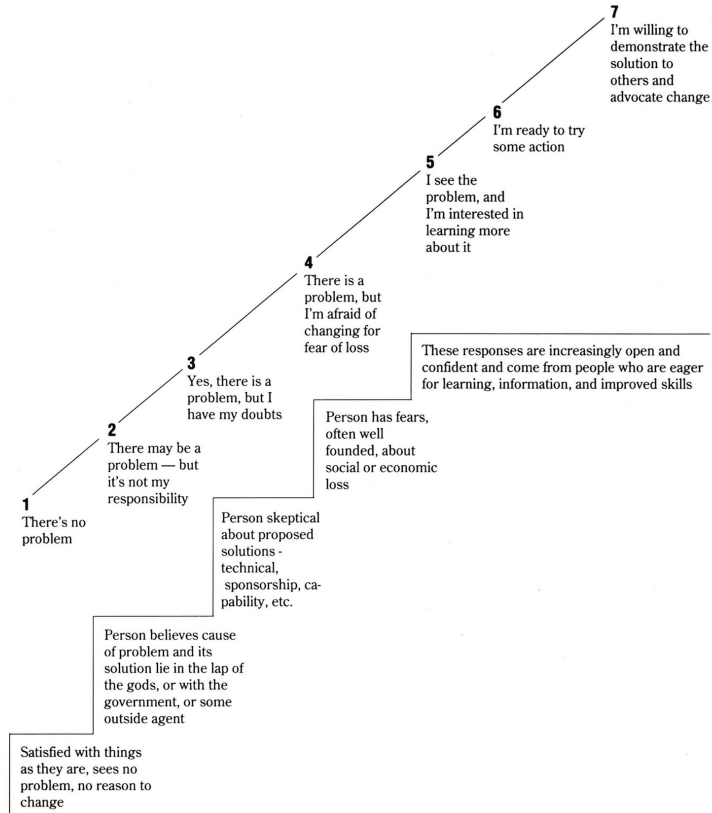 7
I'm willing to
demonstrate the
solution to
others and
advocate change
6
I'm ready to try
some action
5
I see the
problem, and
I'm interested in
learning more
about it
4
There is a
problem, but
I'm afraid of
changing for
fear of loss
3
Yes, there is a
problem, but I
have my doubts
2
There may be a
problem — but
it's not my
responsibility
1
There's no
problem
These responses are increasingly open and
confident and come from people who are eager
for learning, information, and improved skills
Person has fears,
often well
founded, about
social or economic
loss
Person skeptical
about proposed
solutions -
technical,
sponsorship, ca-
pability, etc.
Person believes cause
of problem and its
solution lie in the lap of
the gods, or with the
government, or some
outside agent
Satisfied with things
as they are, sees no
problem, no reason to
change